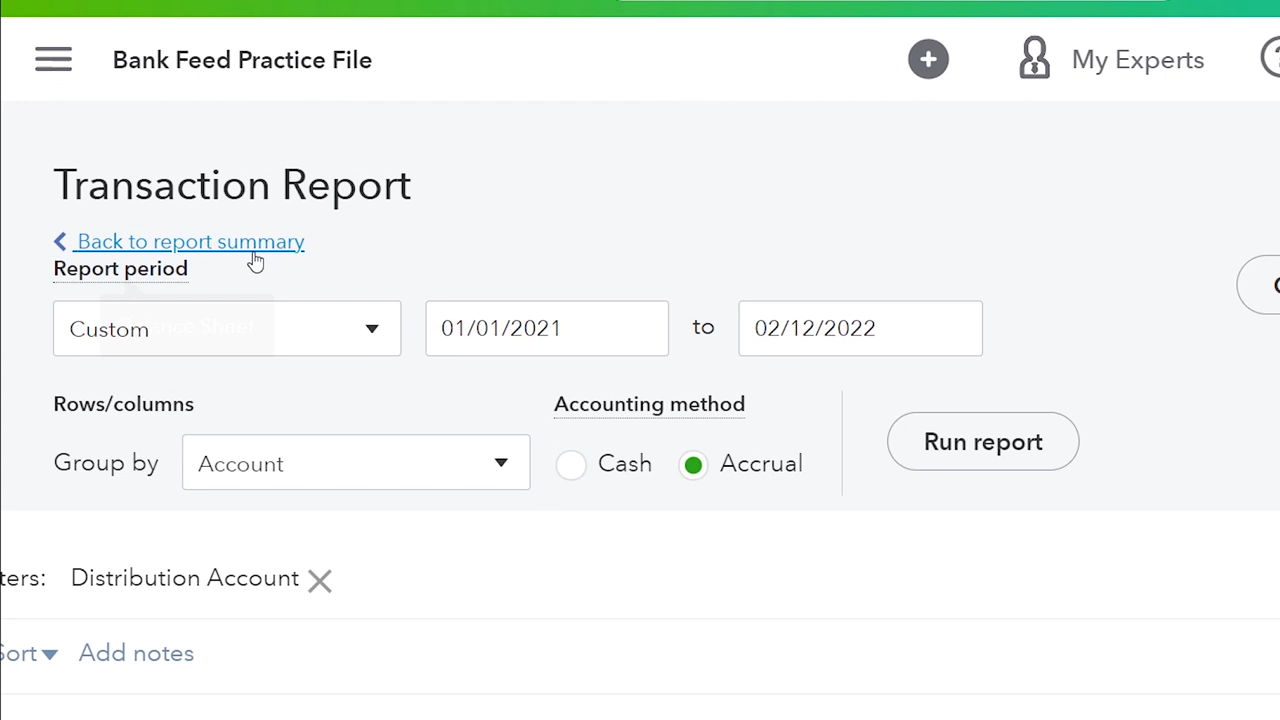 Bank Feed Practice File
My Experts
Transaction Report
Back to report summary
Report period
Custom
01/01/2021 to 02/12/2022
Rows/columns
Accounting method
Group by Account
Cash
Accrual
Run report
ters: Distribution Account
Sort Add notes